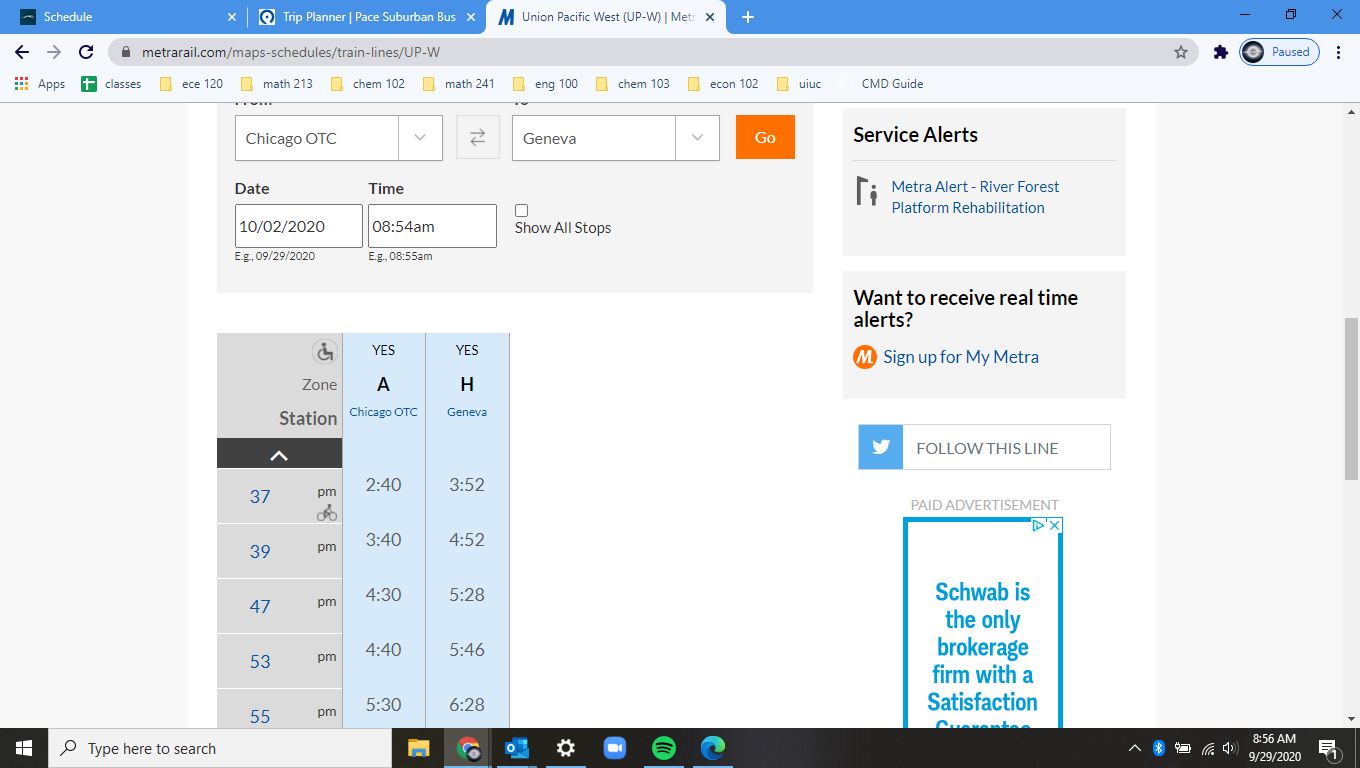 Schedule
Trip Planner | Pace Suburban Bus
Union Pacific West (UP-W) | Metr
metrarail.com/maps-schedules/train-lines/UP-W
Paused
Apps
classes
ece 120
math 213
chem 102
math 241
eng 100
chem 103
econ 102
uiuc
CMD Guide
Chicago OTC
Geneva
Go
Date
Time
10/02/2020
08:54am
Show All Stops
E.g., 09/29/2020
E.g., 08:55am
Service Alerts
Metra Alert - River Forest
Platform Rehabilitation
Want to receive real time
alerts?
Sign up for My Metra
FOLLOW THIS LINE
PAID ADVERTISEMENT
Schwab is
the only
brokerage
firm with a
Satisfaction
Guarantee
YES YES
Zone A H
Station Chicago OTC Geneva
37 pm 2:40 3:52
39 pm 3:40 4:52
47 pm 4:30 5:28
53 pm 4:40 5:46
55 pm 5:30 6:28
Type here to search
8:56 AM
9/29/2020
1